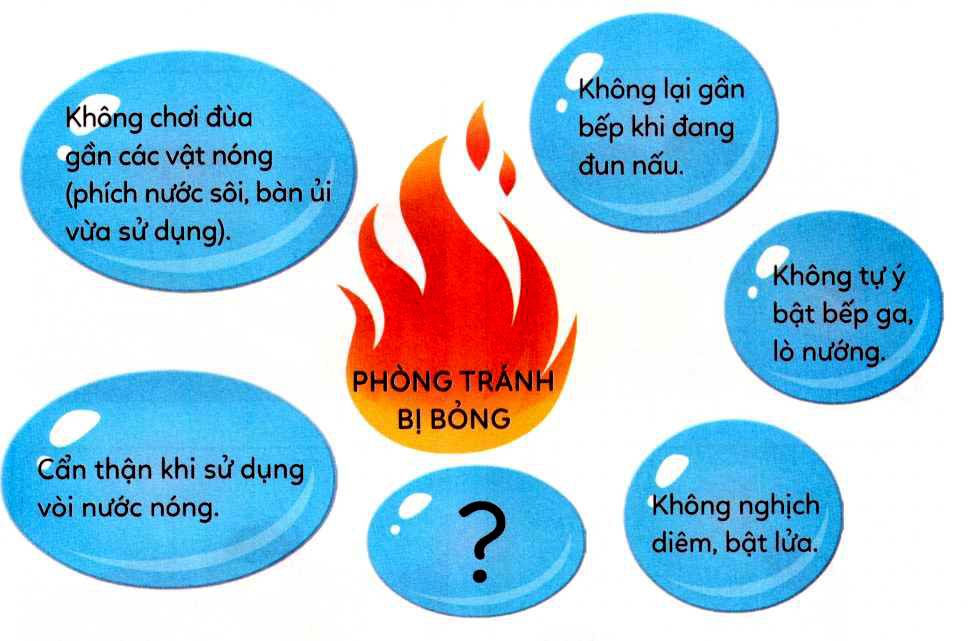 Không chơi đùa
gần các vật nóng
(phích nước sôi, bàn ủi
vừa sử dụng).
Không lại gần
bếp khi đang
đun nấu.
Không tự ý
bật bếp ga,
lò nướng.
PHÒNG TRÁNH
BỊ BỎNG
Cẩn thận khi sử dụng
vòi nước nóng.
?
Không nghịch
diêm, bật lửa.